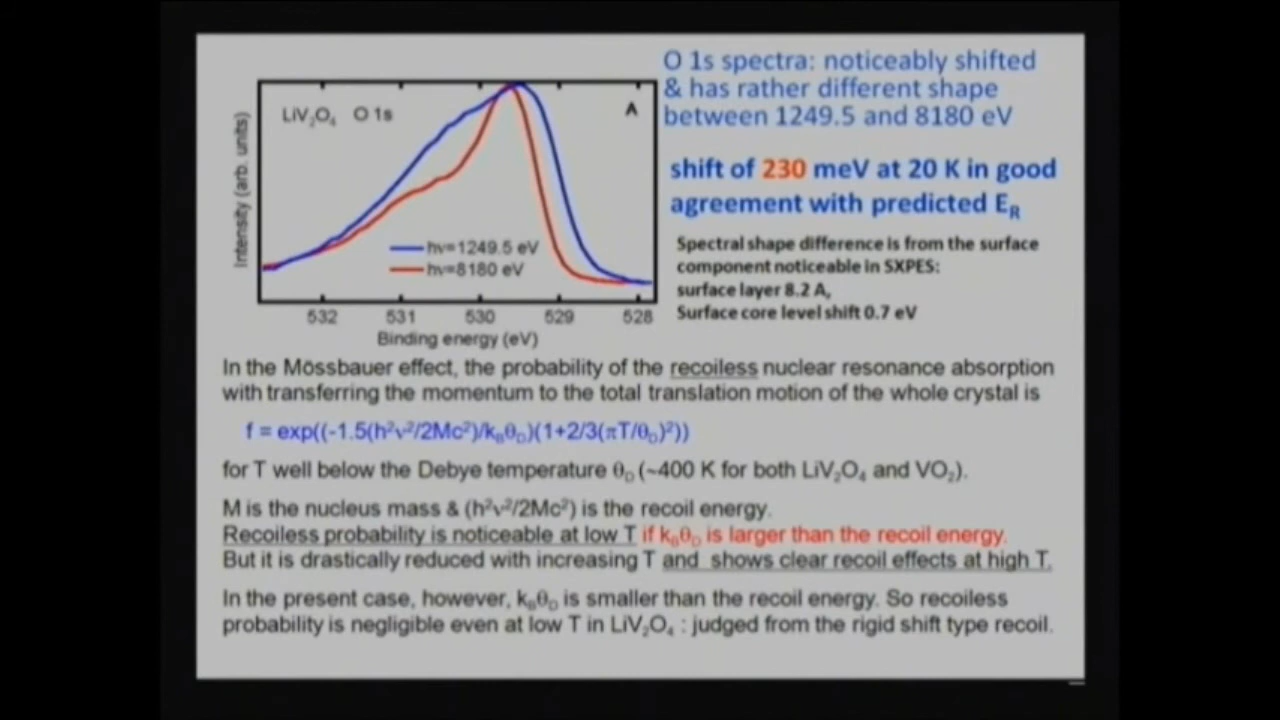 O 1s spectra: noticeably shifted
& has rather different shape
between 1249.5 and 8180 eV
shift of 230 meV at 20 K in good
agreement with predicted E_R
Spectral shape difference is from the surface
component noticeable in SXPES:
surface layer 8.2 A,
Surface core level shift 0.7 eV
LiV₂O₄ O 1s
A
Intensity (arb. units)
hν=1249.5 eV
hν=8180 eV
532 531 530 529 528
Binding energy (eV)
In the Mössbauer effect, the probability of the recoiless nuclear resonance absorption
with transferring the momentum to the total translation motion of the whole crystal is
f = exp((-1.5(h²ν²/2Mc²)/k_Bθ_D)(1+2/3(πT/θ_D)²))
for T well below the Debye temperature θ_D (~400 K for both LiV₂O₄ and VO₂).
M is the nucleus mass & (h²ν²/2Mc²) is the recoil energy.
Recoiless probability is noticeable at low T if k_Bθ_D is larger than the recoil energy.
But it is drastically reduced with increasing T and shows clear recoil effects at high T.
In the present case, however, k_Bθ_D is smaller than the recoil energy. So recoiless
probability is negligible even at low T in LiV₂O₄ : judged from the rigid shift type recoil.